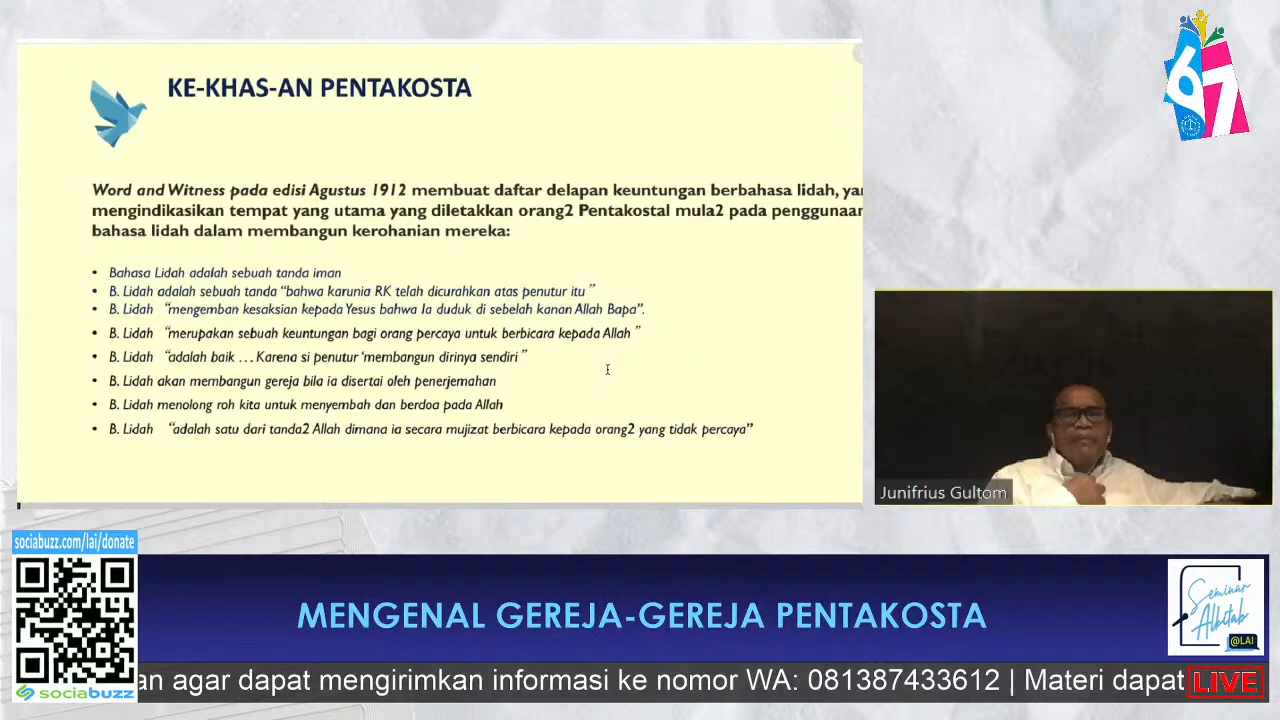 KE-KHAS-AN PENTAKOSTA
Word and Witness pada edisi Agustus 1912 membuat daftar delapan keuntungan berbahasa lidah, yan
mengindikasikan tempat yang utama yang diletakkan orang2 Pentakostal mula2 pada penggunaan
bahasa lidah dalam membangun kerohanian mereka:
• Bahasa Lidah adalah sebuah tanda iman
• B. Lidah adalah sebuah tanda “bahwa karunia RK telah dicurahkan atas penutur itu ”
• B. Lidah “mengemban kesaksian kepada Yesus bahwa Ia duduk di sebelah kanan Allah Bapa”.
• B. Lidah “merupakan sebuah keuntungan bagi orang percaya untuk berbicara kepada Allah ”
• B. Lidah “adalah baik … Karena si penutur ‘membangun dirinya sendiri ”
• B. Lidah akan membangun gereja bila ia disertai oleh penerjemahan
• B. Lidah menolong roh kita untuk menyembah dan berdoa pada Allah
• B. Lidah “adalah satu dari tanda2 Allah dimana ia secara mujizat berbicara kepada orang2 yang tidak percaya”
67
Junifrius Gultom
sociabuzz.com/lai/donate
MENGENAL GEREJA-GEREJA PENTAKOSTA
Seminar
Alkitab
@LAI
sociabuzz
an agar dapat mengirimkan informasi ke nomor WA: 081387433612 | Materi dapat
LIVE